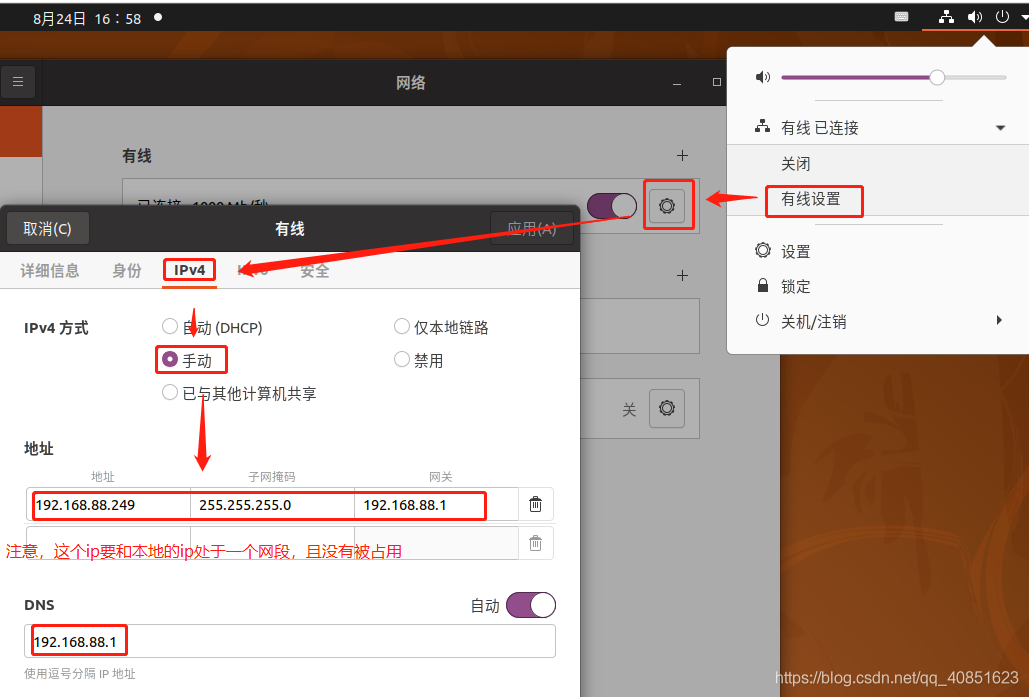 8月24日 16：58
网络
有线
有线 已连接
关闭
有线设置
设置
锁定
关机/注销
已连接 - 1000 Mb/秒
取消(C)
有线
应用(A)
详细信息
身份
IPv4
安全
IPv4 方式
自动 (DHCP)
仅本地链路
手动
禁用
已与其他计算机共享
关
地址
地址
子网掩码
网关
192.168.88.249
255.255.255.0
192.168.88.1
注意，这个ip要和本地的ip处于一个网段，且没有被占用
DNS
自动
192.168.88.1
使用逗号分隔 IP 地址
https://blog.csdn.net/qq_40851623